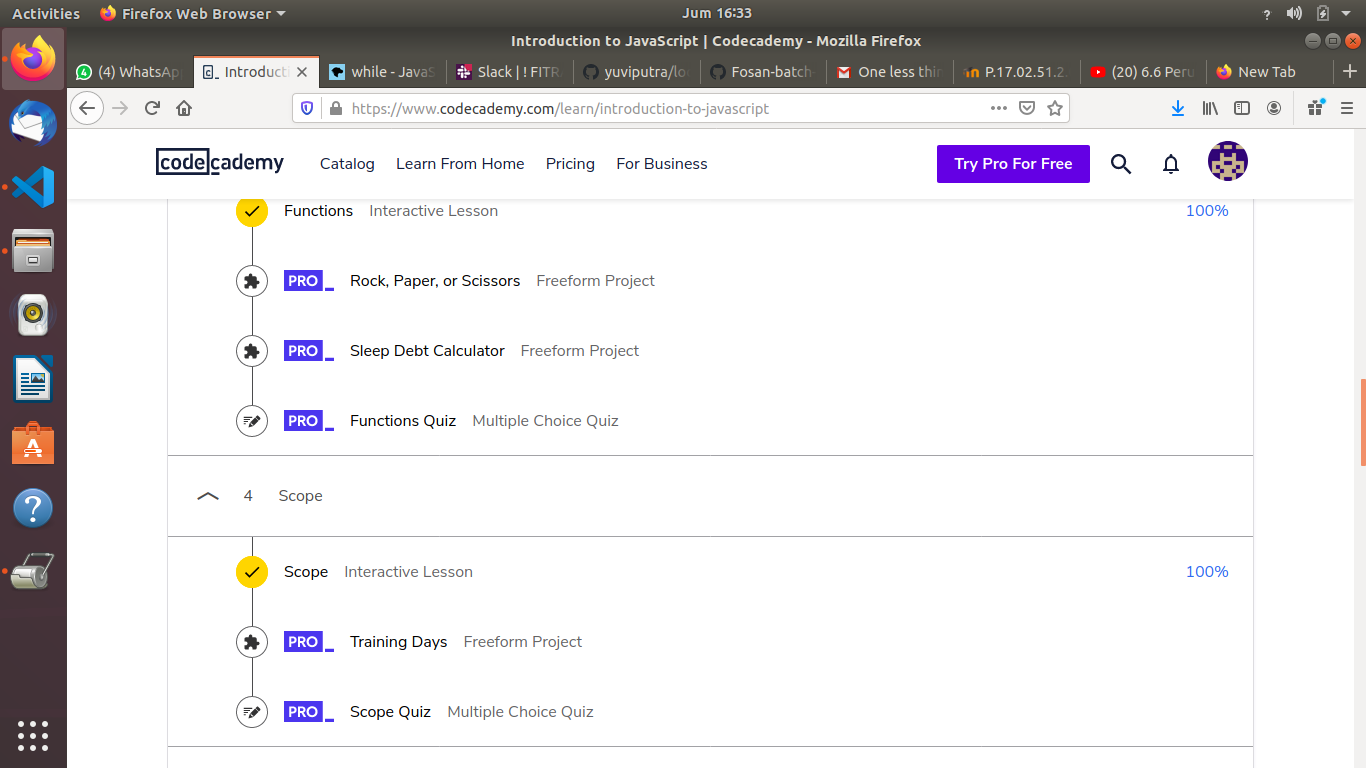 Activities Firefox Web Browser Jum 16:33 ?
Introduction to JavaScript | Codecademy - Mozilla Firefox
(4) WhatsAp Introducti while - JavaS Slack | ! FITR yuviputra/lo Fosan-batch- One less thin P.17.02.51.2 (20) 6.6 Peru New Tab
https://www.codecademy.com/learn/introduction-to-javascript
codecademy Catalog Learn From Home Pricing For Business Try Pro For Free
Functions Interactive Lesson 100%
PRO Rock, Paper, or Scissors Freeform Project
PRO Sleep Debt Calculator Freeform Project
PRO Functions Quiz Multiple Choice Quiz
4 Scope
Scope Interactive Lesson 100%
PRO Training Days Freeform Project
PRO Scope Quiz Multiple Choice Quiz